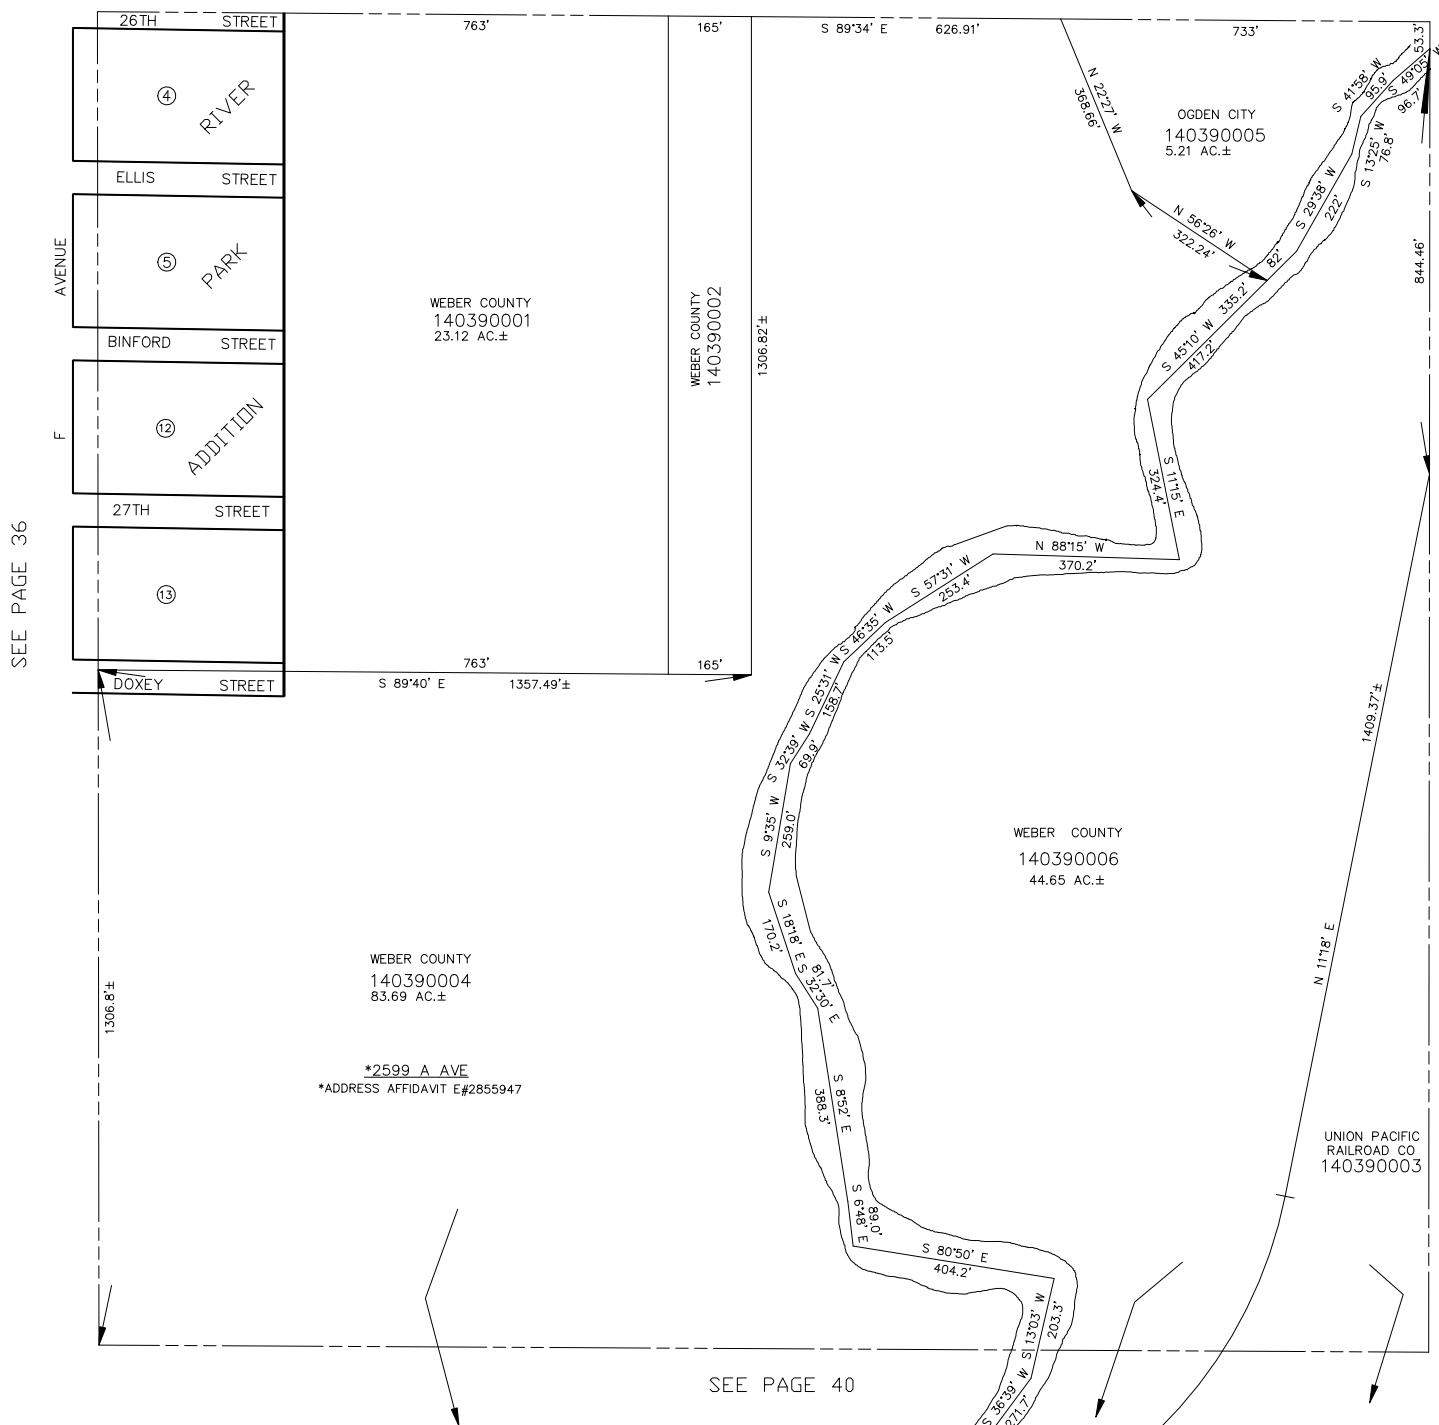 26TH STREET
763'
165'
S 89°34' E 626.91'
733'
53.3'
④
RIVER
ELLIS STREET
⑤
PARK
AVENUE
BINFORD STREET
⑫
ADDITION
F
27TH STREET
⑬
DOXEY STREET
SEE PAGE 36
WEBER COUNTY
140390001
23.12 AC.±
WEBER COUNTY
140390002
1306.82'±
763'
165'
S 89°40' E 1357.49'±
N 22°27' W
368.66'
OGDEN CITY
140390005
5.21 AC.±
N 56°26' W
322.24'
S 49°05' W
96.7'
S 41°58' W
95.9'
S 13°25' W
76.8'
S 29°38' W
222'
82'
335.2'
S 45°10' W
417.2'
844.46'
S 11°15' E
324.4'
N 88°15' W
370.2'
S 57°31' W
253.4'
S 46°35' W
113.5'
S 25°31' W
158.7'
S 32°39' W
69.9'
S 9°35' W
259.0'
S 18°18' E
170.2'
S 32°30' E
81.7'
S 8°52' E
388.3'
S 6°48' E
89.0'
S 80°50' E
404.2'
S 13°03' W
203.3'
S 36°39' W
271.7'
WEBER COUNTY
140390006
44.65 AC.±
1409.37'±
N 11°18' E
WEBER COUNTY
140390004
83.69 AC.±
*2599 A AVE
*ADDRESS AFFIDAVIT E#2855947
1306.8'±
UNION PACIFIC
RAILROAD CO
140390003
SEE PAGE 40